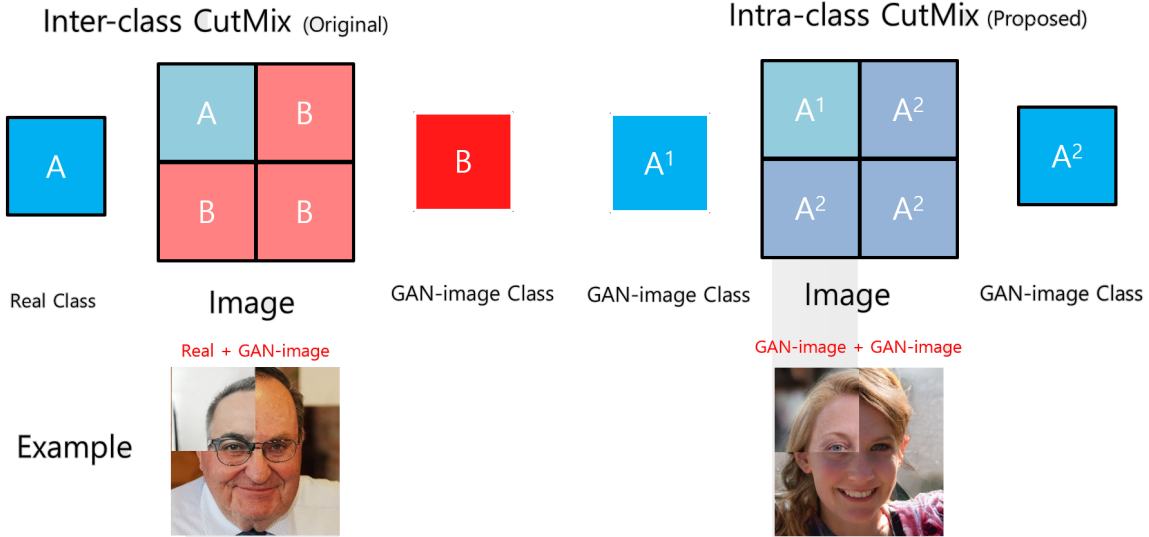 Inter-class CutMix (Original)
Intra-class CutMix (Proposed)
A
A B
B B
B
A¹
A¹ A²
A² A²
A²
Real Class
Image
GAN-image Class
GAN-image Class
Image
GAN-image Class
Real + GAN-image
GAN-image + GAN-image
Example